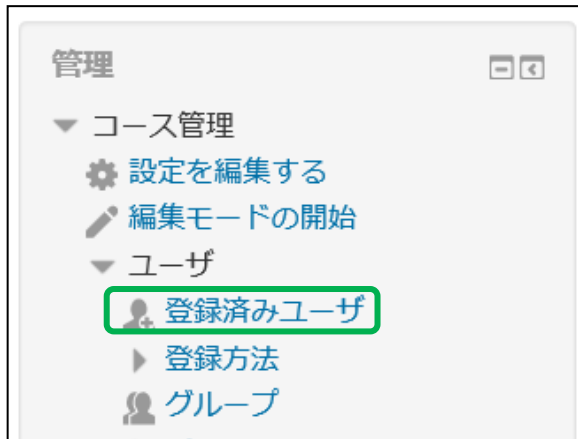 管理
コース管理
設定を編集する
編集モードの開始
ユーザ
登録済みユーザ
登録方法
グループ